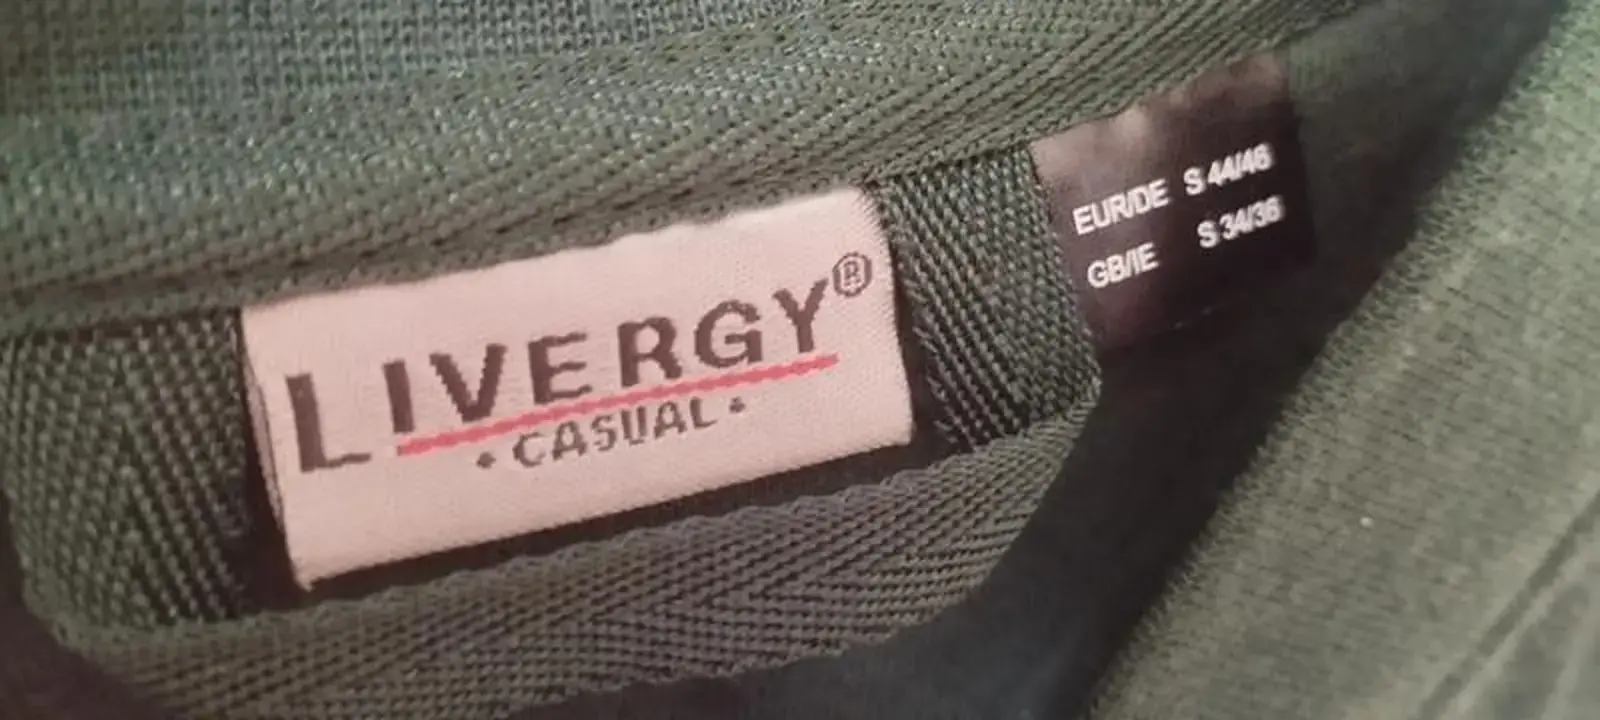 LIVERGY®
• CASUAL •
EUR/DE S 44/46
GB/IE S 34/36